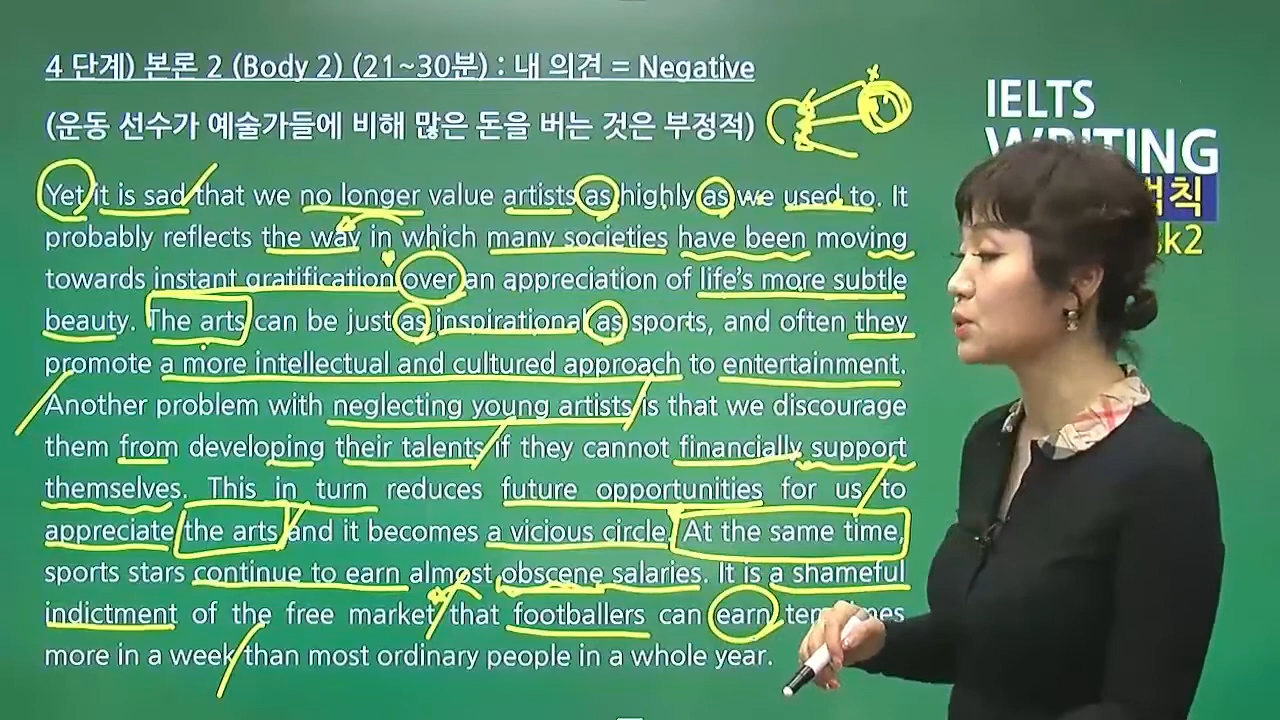 4 단계) 본론 2 (Body 2) (21~30분) : 내 의견 = Negative
(운동 선수가 예술가들에 비해 많은 돈을 버는 것은 부정적)
IELTS
WRITING
Yet it is sad that we no longer value artists as highly as we used to. It
probably reflects the way in which many societies have been moving
towards instant gratification over an appreciation of life's more subtle
beauty. The arts can be just as inspirational as sports, and often they
promote a more intellectual and cultured approach to entertainment.
Another problem with neglecting young artists is that we discourage
them from developing their talents if they cannot financially support
themselves. This in turn reduces future opportunities for us to
appreciate the arts and it becomes a vicious circle. At the same time,
sports stars continue to earn almost obscene salaries. It is a shameful
indictment of the free market that footballers can earn ten times
more in a week than most ordinary people in a whole year.